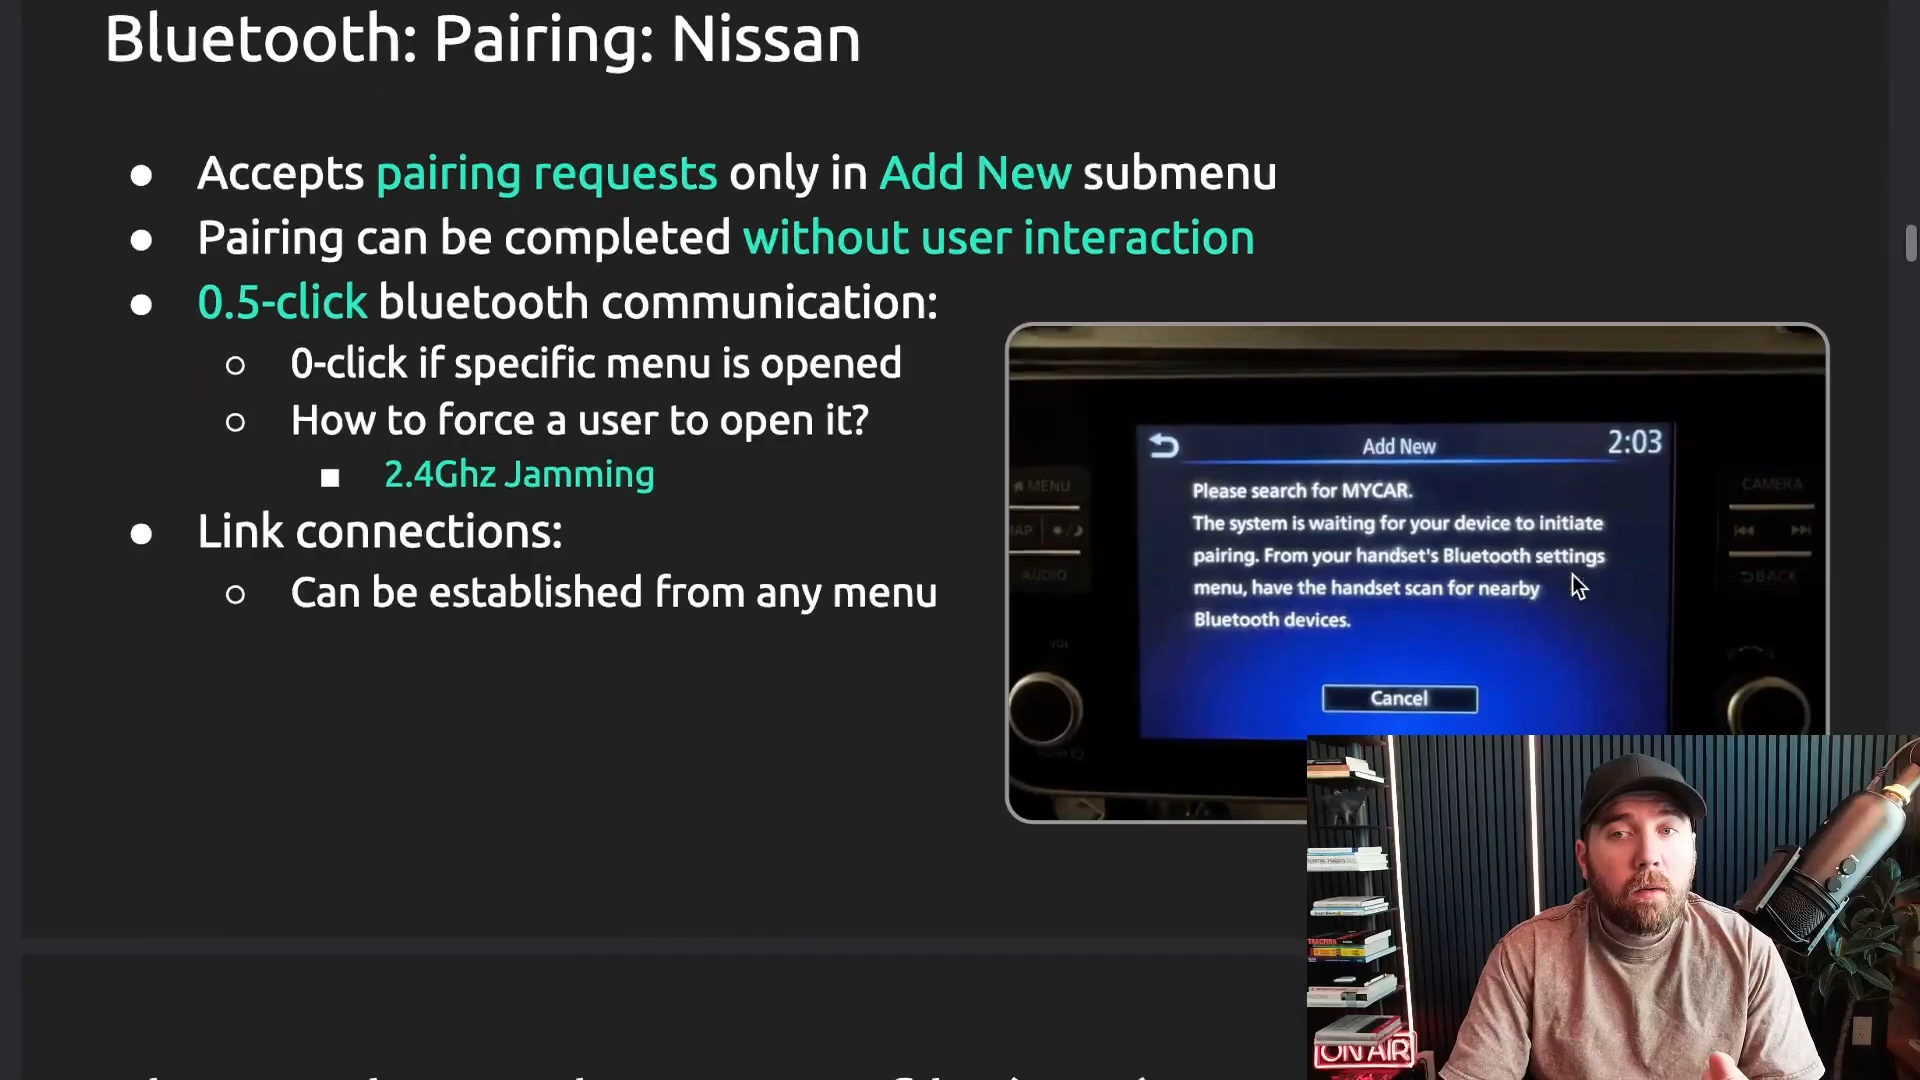 Bluetooth: Pairing: Nissan
Accepts pairing requests only in Add New submenu
Pairing can be completed without user interaction
0.5-click bluetooth communication:
0-click if specific menu is opened
How to force a user to open it?
2.4Ghz Jamming
Link connections:
Can be established from any menu
Add New
2:03
Please search for MYCAR.
The system is waiting for your device to initiate
pairing. From your handset's Bluetooth settings
menu, have the handset scan for nearby
Bluetooth devices.
Cancel
MENU
AUDIO
VOL
CAMERA
BACK
ON AIR